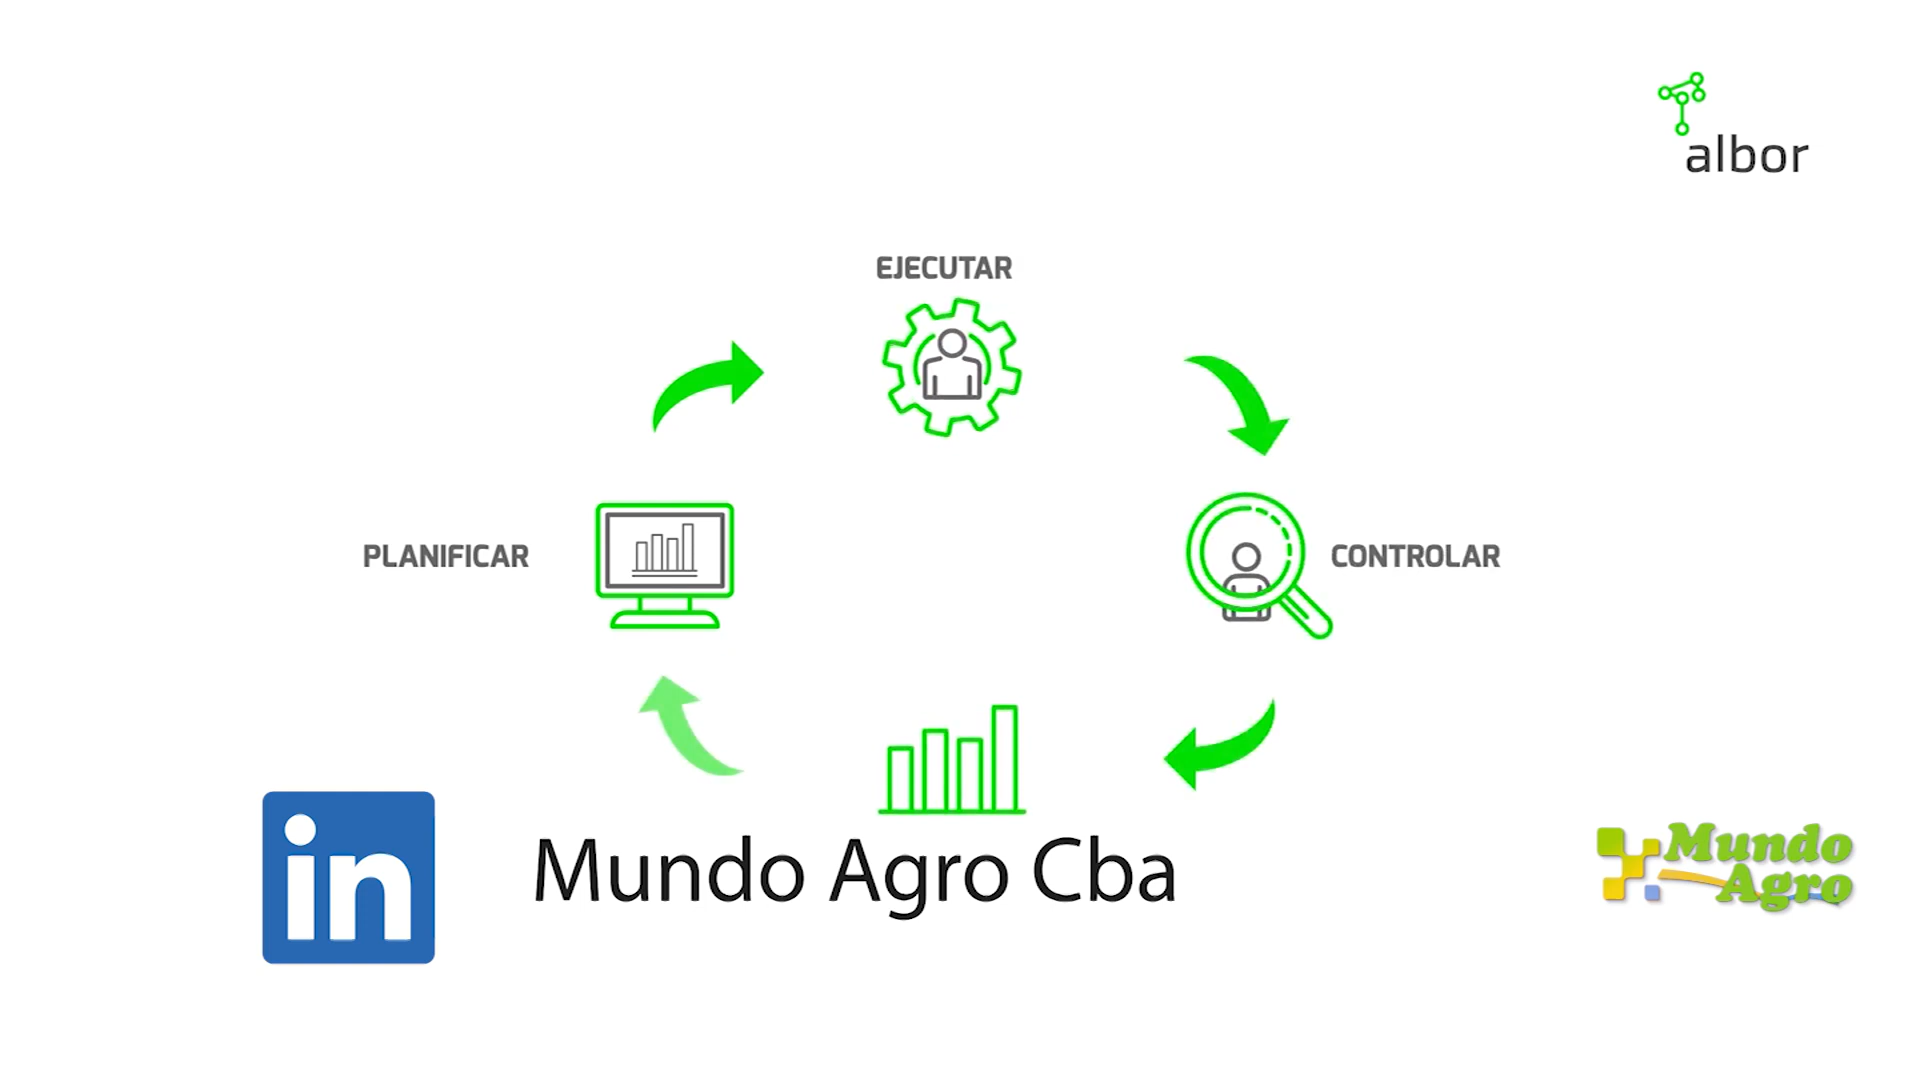 albor
EJECUTAR
PLANIFICAR
CONTROLAR
in
Mundo Agro Cba
Mundo
Agro